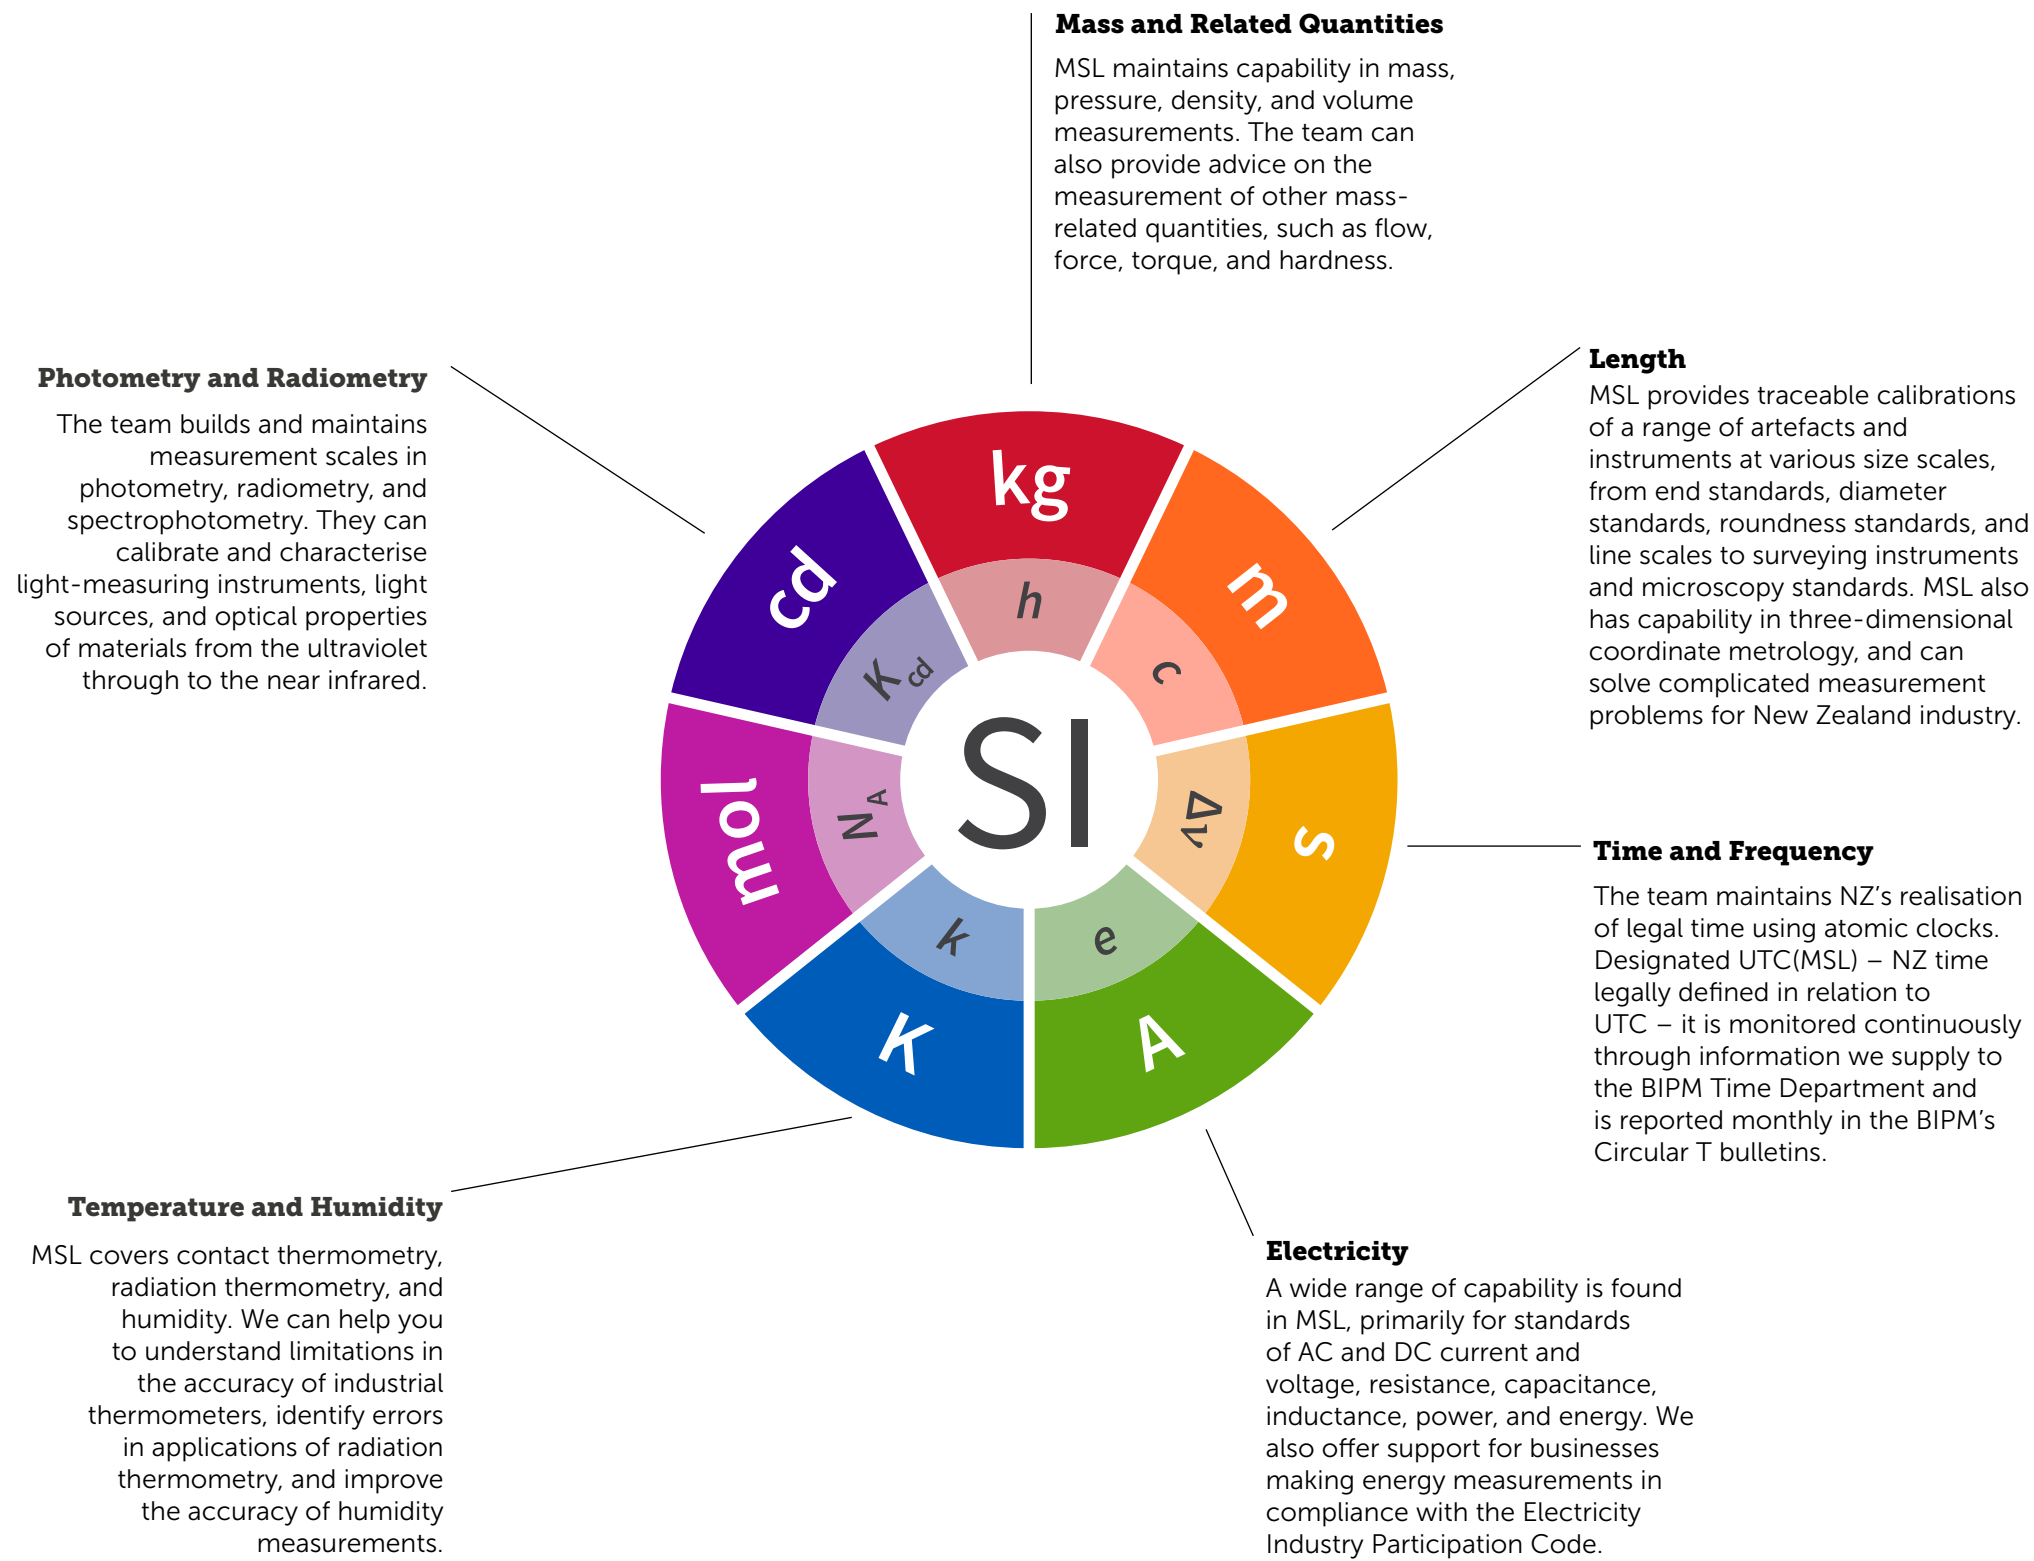 Mass and Related Quantities
MSL maintains capability in mass,
pressure, density, and volume
measurements. The team can
also provide advice on the
measurement of other mass-
related quantities, such as flow,
force, torque, and hardness.
Photometry and Radiometry
The team builds and maintains
measurement scales in
photometry, radiometry, and
spectrophotometry. They can
calibrate and characterise
light-measuring instruments, light
sources, and optical properties
of materials from the ultraviolet
through to the near infrared.
Length
MSL provides traceable calibrations
of a range of artefacts and
instruments at various size scales,
from end standards, diameter
standards, roundness standards, and
line scales to surveying instruments
and microscopy standards. MSL also
has capability in three-dimensional
coordinate metrology, and can
solve complicated measurement
problems for New Zealand industry.
kg
h
m
c
s
Δν
A
e
K
k
mol
NA
cd
Kcd
SI
Time and Frequency
The team maintains NZ’s realisation
of legal time using atomic clocks.
Designated UTC(MSL) – NZ time
legally defined in relation to
UTC – it is monitored continuously
through information we supply to
the BIPM Time Department and
is reported monthly in the BIPM’s
Circular T bulletins.
Temperature and Humidity
MSL covers contact thermometry,
radiation thermometry, and
humidity. We can help you
to understand limitations in
the accuracy of industrial
thermometers, identify errors
in applications of radiation
thermometry, and improve
the accuracy of humidity
measurements.
Electricity
A wide range of capability is found
in MSL, primarily for standards
of AC and DC current and
voltage, resistance, capacitance,
inductance, power, and energy. We
also offer support for businesses
making energy measurements in
compliance with the Electricity
Industry Participation Code.